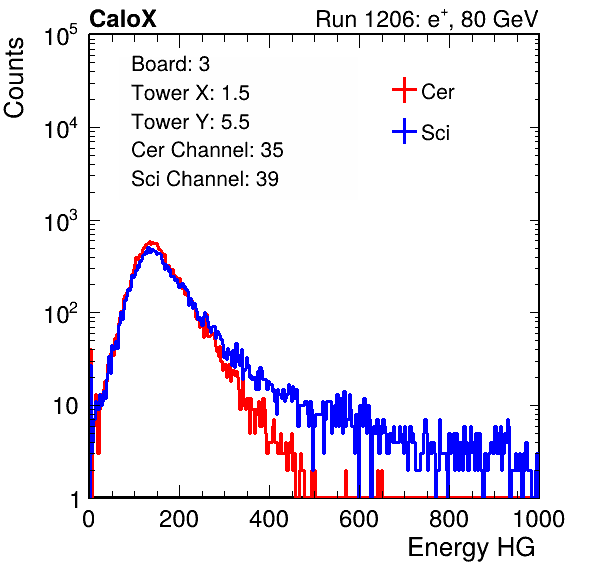 CaloX Run 1206: e⁺, 80 GeV
Counts
10⁵
10⁴
10³
10²
10
1
Board: 3
Tower X: 1.5
Tower Y: 5.5
Cer Channel: 35
Sci Channel: 39
Cer
Sci
0 200 400 600 800 1000
Energy HG